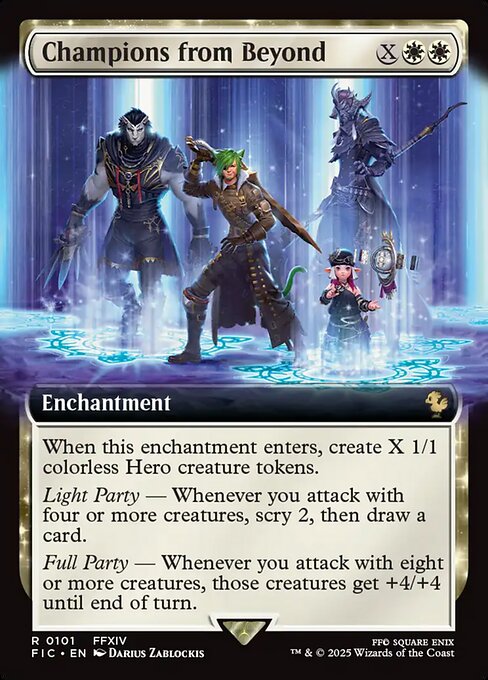 Champions from Beyond X
Enchantment
When this enchantment enters, create X 1/1
colorless Hero creature tokens.
Light Party — Whenever you attack with
four or more creatures, scry 2, then draw a
card.
Full Party — Whenever you attack with eight
or more creatures, those creatures get +4/+4
until end of turn.
R 0101 FFXIV
FIC • EN Darius Zablockis
FF© SQUARE ENIX
™ & © 2025 Wizards of the Coast